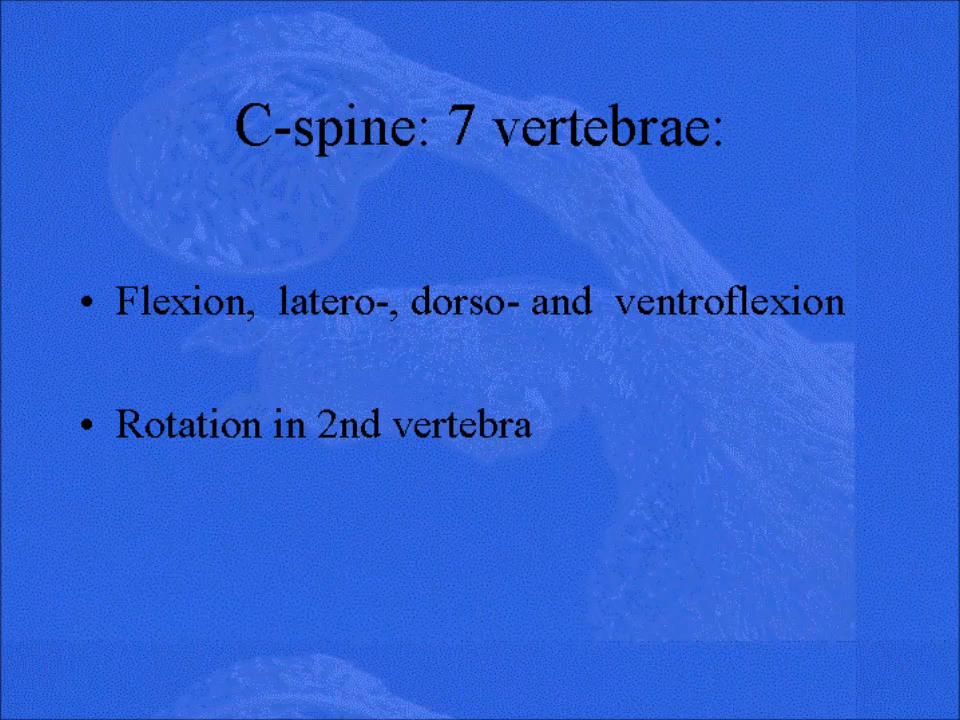 C-spine: 7 vertebrae:
• Flexion, latero-, dorso- and ventroflexion
• Rotation in 2nd vertebra